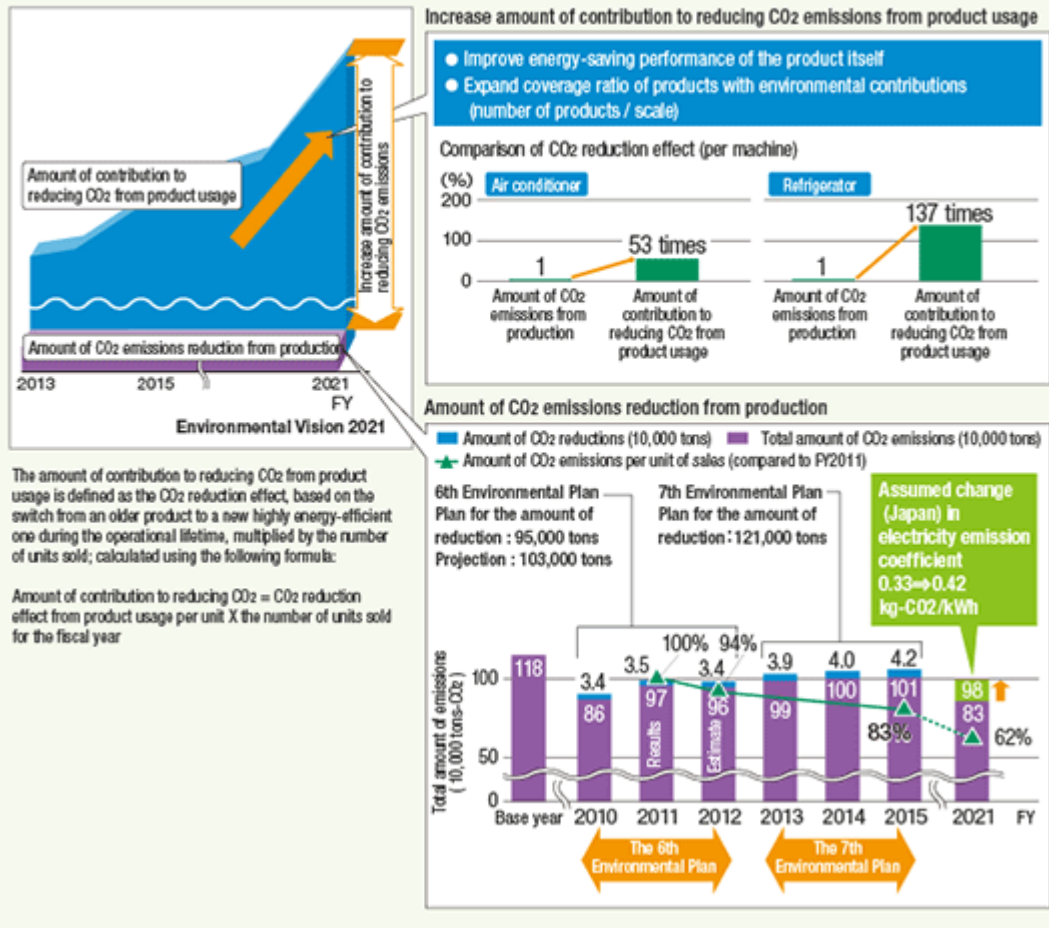 Increase amount of contribution to
reducing CO2 emissions
Amount of contribution to
reducing CO2 from product usage
Amount of CO2 emissions reduction from production
2013 2015 2021
FY
Environmental Vision 2021
The amount of contribution to reducing CO2 from product
usage is defined as the CO2 reduction effect, based on the
switch from an older product to a new highly energy-efficient
one during the operational lifetime, multiplied by the number
of units sold; calculated using the following formula:
Amount of contribution to reducing CO2 = CO2 reduction
effect from product usage per unit X the number of units sold
for the fiscal year
Increase amount of contribution to reducing CO2 emissions from product usage
● Improve energy-saving performance of the product itself
● Expand coverage ratio of products with environmental contributions
(number of products / scale)
Comparison of CO2 reduction effect (per machine)
(%)
200
100
0
Air conditioner
1
53 times
Amount of CO2
emissions from
production
Amount of
contribution to
reducing CO2 from
product usage
Refrigerator
1
137 times
Amount of CO2
emissions from
production
Amount of
contribution to
reducing CO2 from
product usage
Amount of CO2 emissions reduction from production
Amount of CO2 reductions (10,000 tons)
Total amount of CO2 emissions (10,000 tons)
Amount of CO2 emissions per unit of sales (compared to FY2011)
6th Environmental Plan
Plan for the amount of
reduction : 95,000 tons
Projection : 103,000 tons
7th Environmental Plan
Plan for the amount of
reduction : 121,000 tons
Assumed change
(Japan) in
electricity emission
coefficient
0.33⇒0.42
kg-CO2/kWh
Total amount of emissions
(10,000 tons-CO2)
100
50
0
118
3.4
86
3.5
100%
97
Results
94%
3.4
96
Estimate
3.9
99
4.0
100
4.2
101
83%
98
83
62%
Base year 2010 2011 2012 2013 2014 2015 2021 FY
The 6th
Environmental Plan
The 7th
Environmental Plan